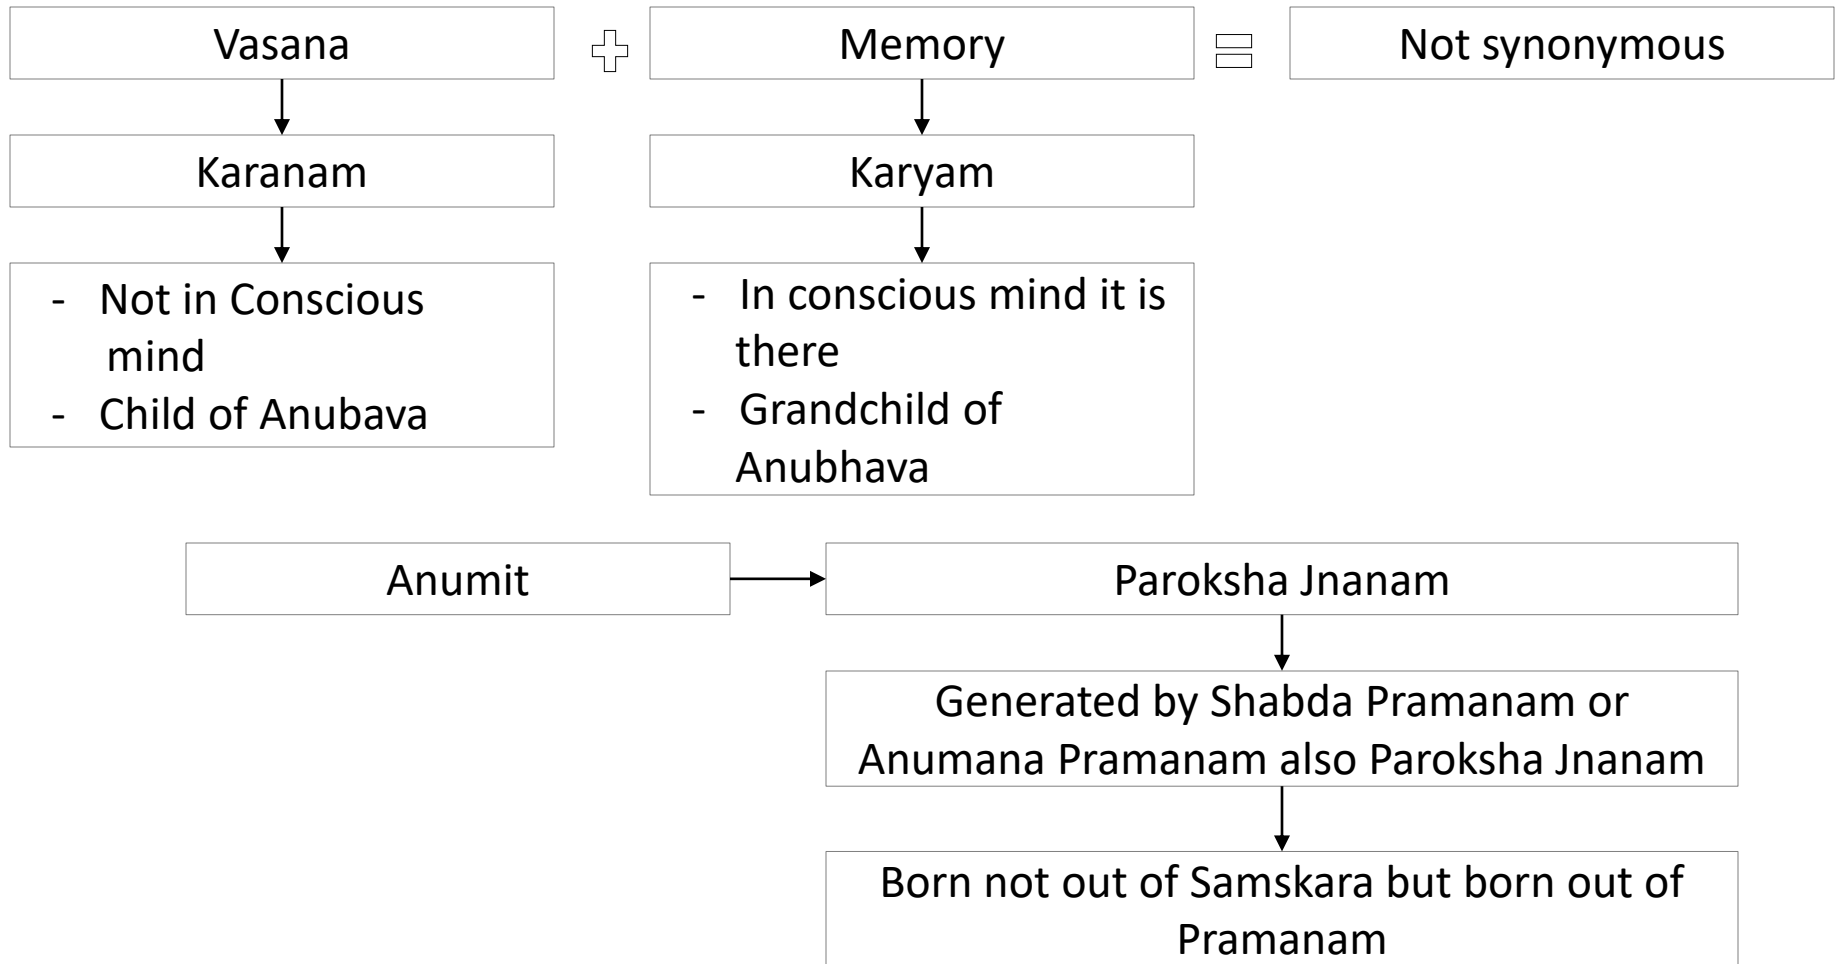 Vasana
Memory
Not synonymous
Karanam
Karyam
- Not in Conscious
mind
- Child of Anubava
- In conscious mind it is
there
- Grandchild of
Anubhava
Anumit
Paroksha Jnanam
Generated by Shabda Pramanam or
Anumana Pramanam also Paroksha Jnanam
Born not out of Samskara but born out of
Pramanam